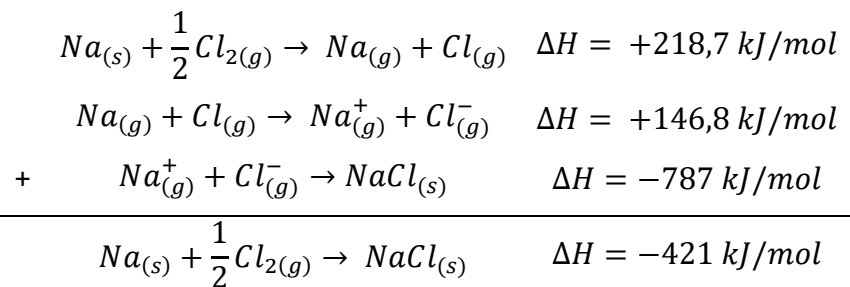 Na(s) + 1/2 Cl2(g) → Na(g) + Cl(g) ΔH = +218,7 kJ/mol
Na(g) + Cl(g) → Na+(g) + Cl−(g) ΔH = +146,8 kJ/mol
+ Na+(g) + Cl−(g) → NaCl(s) ΔH = −787 kJ/mol
Na(s) + 1/2 Cl2(g) → NaCl(s) ΔH = −421 kJ/mol